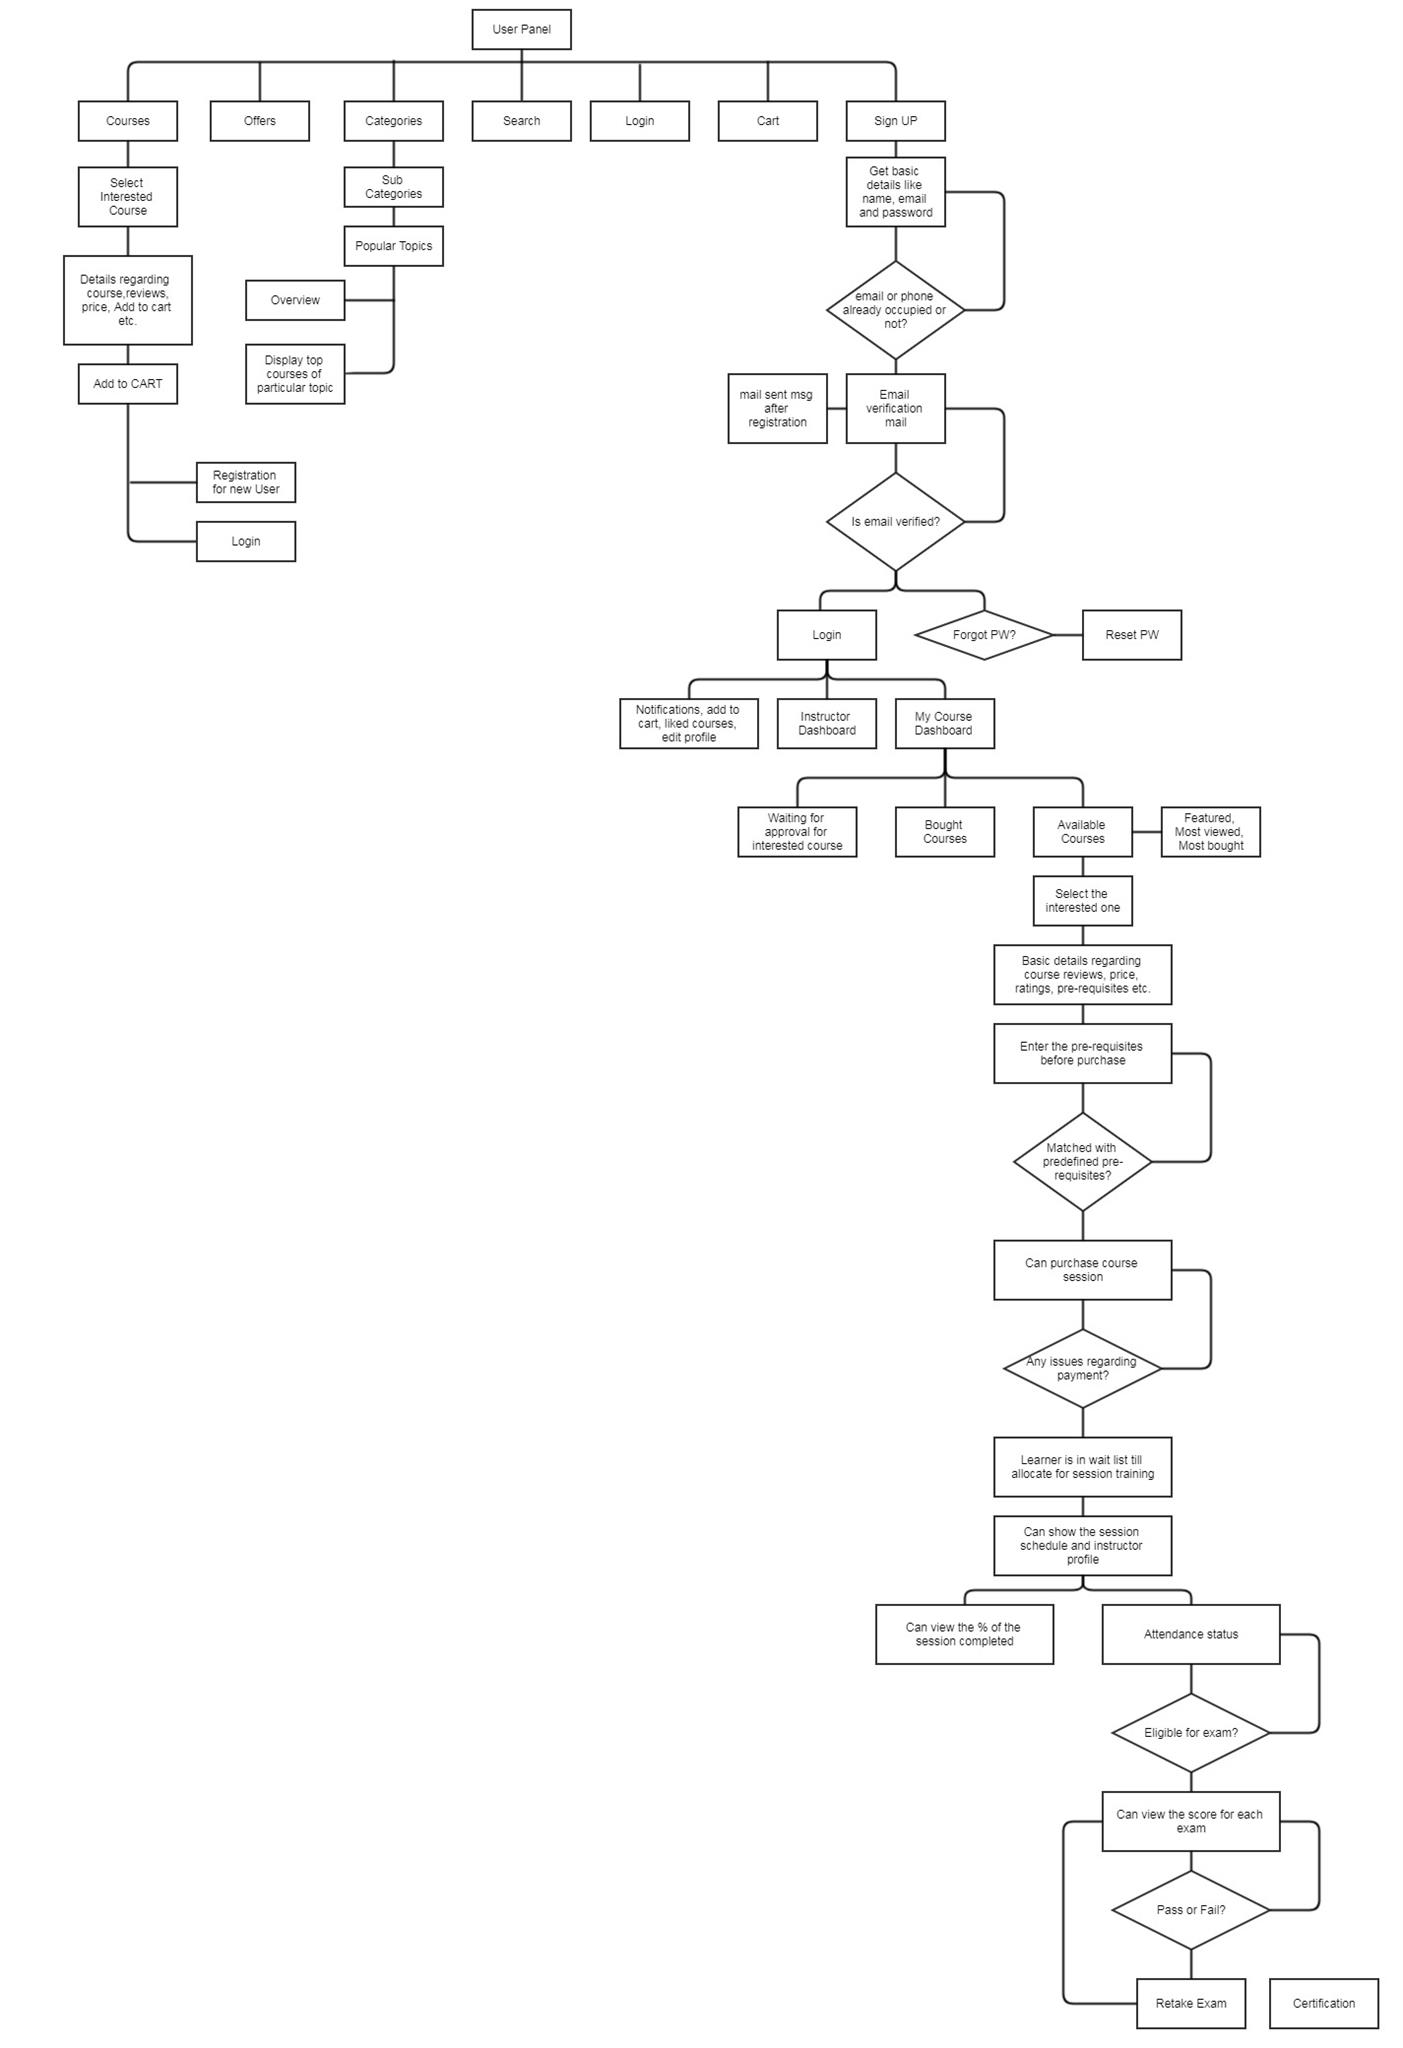 User Panel
Courses
Offers
Categories
Search
Login
Cart
Sign UP
Select
Interested
Course
Sub
Categories
Get basic
details like
name, email
and password
Popular Topics
Details regarding
course,reviews,
price, Add to cart
etc.
Overview
email or phone
already occupied or
not?
Display top
courses of
particular topic
Add to CART
mail sent msg
after
registration
Email
verification
mail
Registration
for new User
Login
Is email verified?
Login
Forgot PW?
Reset PW
Notifications, add to
cart, liked courses,
edit profile
Instructor
Dashboard
My Course
Dashboard
Waiting for
approval for
interested course
Bought
Courses
Available
Courses
Featured,
Most viewed,
Most bought
Select the
interested one
Basic details regarding
course reviews, price,
ratings, pre-requisites etc.
Enter the pre-requisites
before purchase
Matched with
predefined pre-
requisites?
Can purchase course
session
Any issues regarding
payment?
Learner is in wait list till
allocate for session training
Can show the session
schedule and instructor
profile
Can view the % of the
session completed
Attendance status
Eligible for exam?
Can view the score for each
exam
Pass or Fail?
Retake Exam
Certification